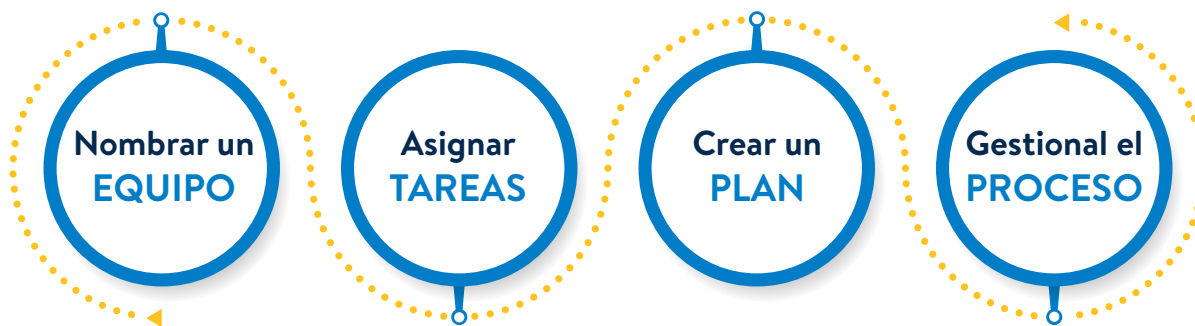 Nombrar un
EQUIPO
Asignar
TAREAS
Crear un
PLAN
Gestional el
PROCESO